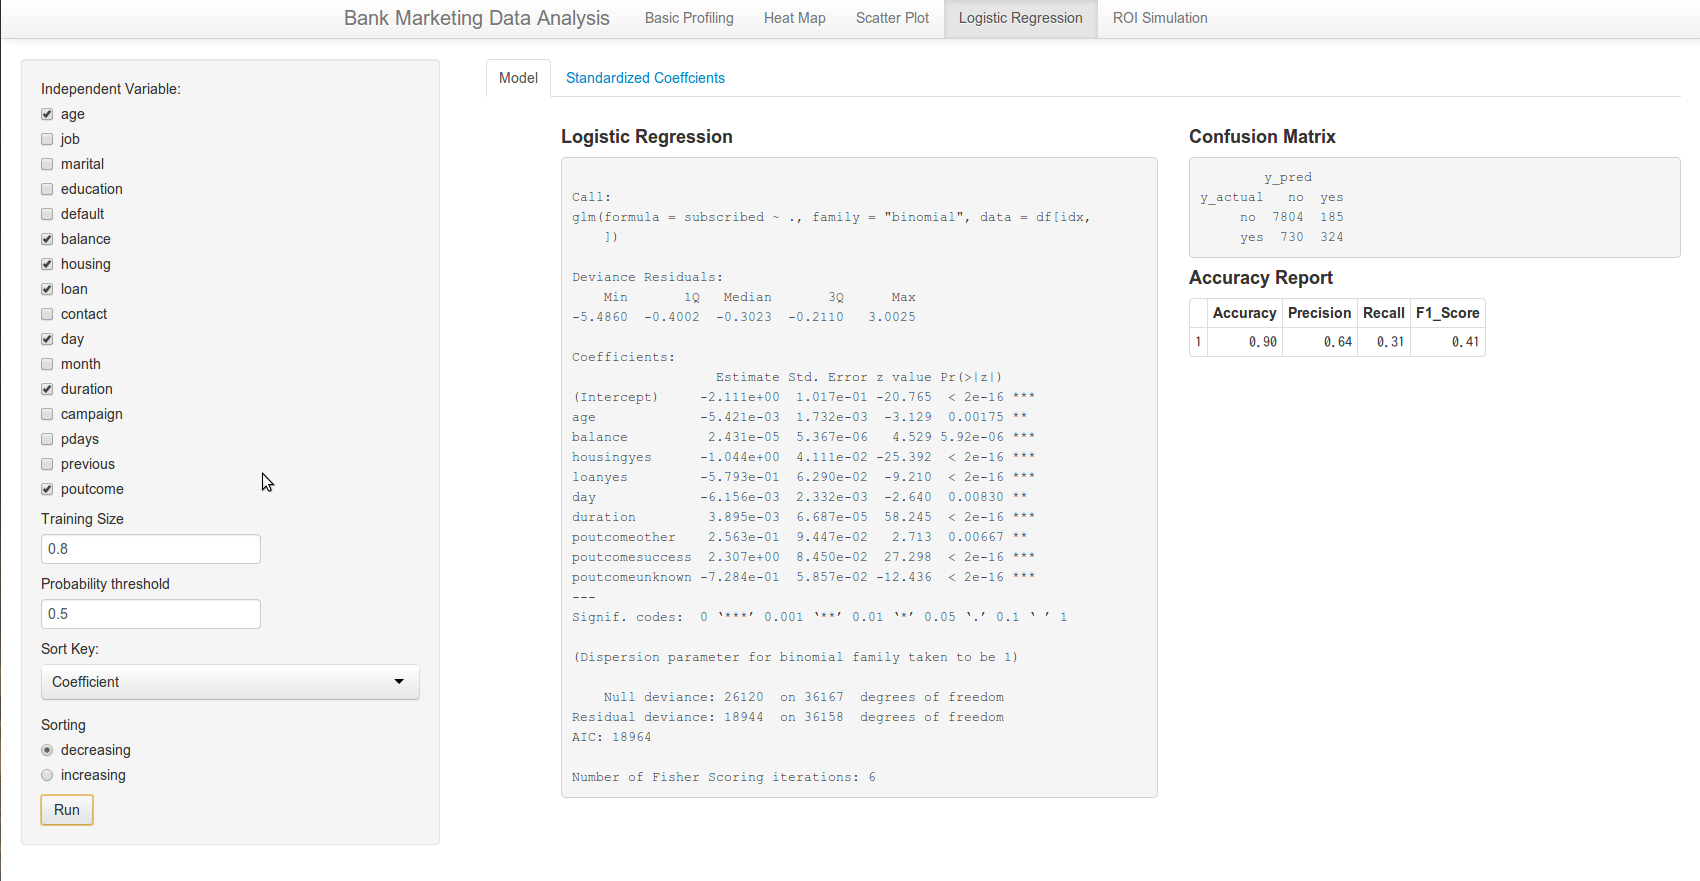 Bank Marketing Data Analysis Basic Profiling Heat Map Scatter Plot Logistic Regression ROI Simulation
Independent Variable:
age
job
marital
education
default
balance
housing
loan
contact
day
month
duration
campaign
pdays
previous
poutcome
Training Size
0.8
Probability threshold
0.5
Sort Key:
Coefficient
Sorting
decreasing
increasing
Run
Model Standardized Coeffcients
Logistic Regression
Call:
glm(formula = subscribed ~ ., family = "binomial", data = df[idx,
])
Deviance Residuals:
Min 1Q Median 3Q Max
-5.4860 -0.4002 -0.3023 -0.2110 3.0025
Coefficients:
Estimate Std. Error z value Pr(>|z|)
(Intercept) -2.111e+00 1.017e-01 -20.765 < 2e-16 ***
age -5.421e-03 1.732e-03 -3.129 0.00175 **
balance 2.431e-05 5.367e-06 4.529 5.92e-06 ***
housingyes -1.044e+00 4.111e-02 -25.392 < 2e-16 ***
loanyes -5.793e-01 6.290e-02 -9.210 < 2e-16 ***
day -6.156e-03 2.332e-03 -2.640 0.00830 **
duration 3.895e-03 6.687e-05 58.245 < 2e-16 ***
poutcomeother 2.563e-01 9.447e-02 2.713 0.00667 **
poutcomesuccess 2.307e+00 8.450e-02 27.298 < 2e-16 ***
poutcomeunknown -7.284e-01 5.857e-02 -12.436 < 2e-16 ***
---
Signif. codes: 0 ‘***’ 0.001 ‘**’ 0.01 ‘*’ 0.05 ‘.’ 0.1 ‘ ’ 1
(Dispersion parameter for binomial family taken to be 1)
Null deviance: 26120 on 36167 degrees of freedom
Residual deviance: 18944 on 36158 degrees of freedom
AIC: 18964
Number of Fisher Scoring iterations: 6
Confusion Matrix
y_pred
y_actual no yes
no 7804 185
yes 730 324
Accuracy Report
Accuracy Precision Recall F1_Score
1 0.90 0.64 0.31 0.41